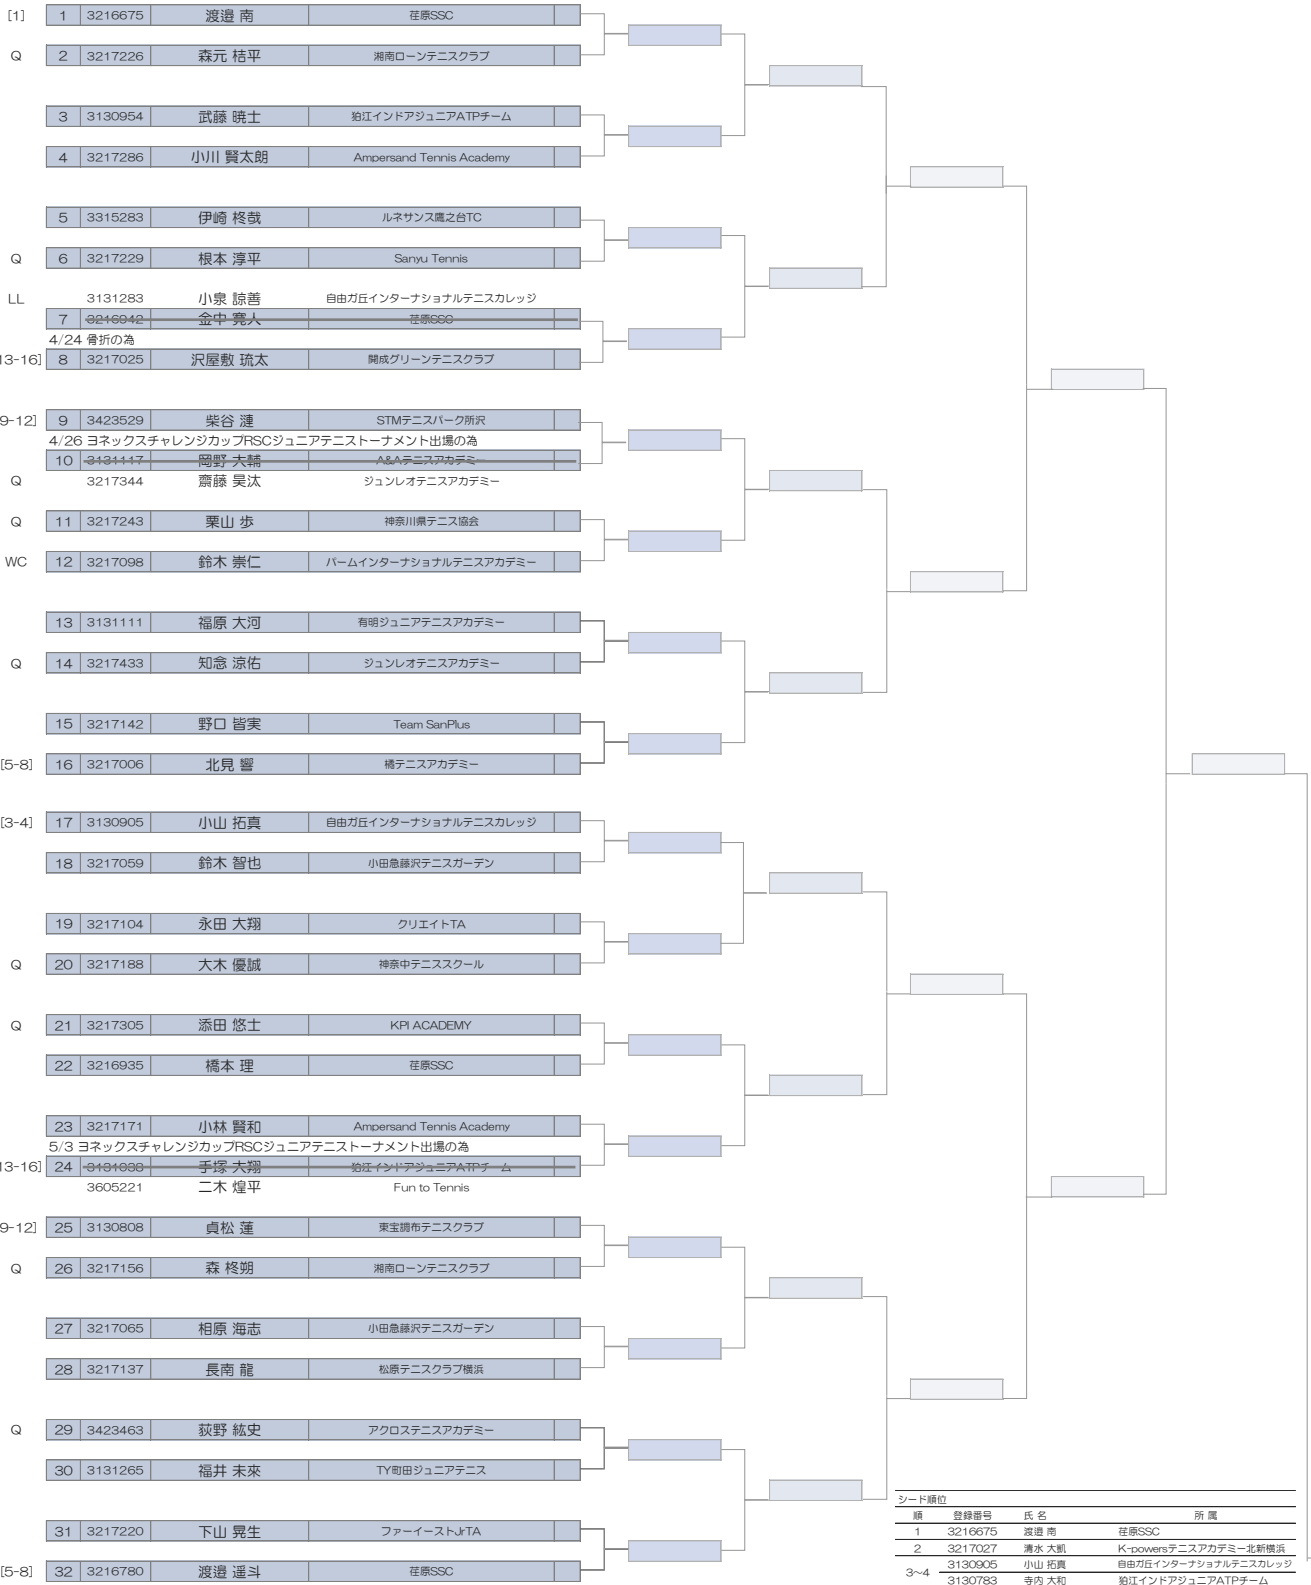 [1] 1 3216675 渡邉 南 荏原SSC
Q 2 3217226 森元 桔平 湘南ローンテニスクラブ
3 3130954 武藤 暁士 狛江インドアジュニアATPチーム
4 3217286 小川 賢太朗 Ampersand Tennis Academy
5 3315283 伊崎 柊哉 ルネサンス鷹之台TC
Q 6 3217229 根本 淳平 Sanyu Tennis
LL 3131283 小泉 諒善 自由ガ丘インターナショナルテニスカレッジ
7 3216942 金中 寛人 荏原SSC
4/24 骨折の為
13-16] 8 3217025 沢屋敷 琉太 開成グリーンテニスクラブ
9-12] 9 3423529 柴谷 漣 STMテニスパーク所沢
4/26 ヨネックスチャレンジカップRSCジュニアテニストーナメント出場の為
10 3131117 岡野 大輔 A&Aテニスアカデミー
Q 3217344 齋藤 昊汰 ジュンレオテニスアカデミー
Q 11 3217243 栗山 歩 神奈川県テニス協会
WC 12 3217098 鈴木 崇仁 パームインターナショナルテニスアカデミー
13 3131111 福原 大河 有明ジュニアテニスアカデミー
Q 14 3217433 知念 涼佑 ジュンレオテニスアカデミー
15 3217142 野口 皆実 Team SanPlus
[5-8] 16 3217006 北見 響 橘テニスアカデミー
[3-4] 17 3130905 小山 拓真 自由ガ丘インターナショナルテニスカレッジ
18 3217059 鈴木 智也 小田急藤沢テニスガーデン
19 3217104 永田 大翔 クリエイトTA
Q 20 3217188 大木 優誠 神奈中テニススクール
Q 21 3217305 添田 悠士 KPI ACADEMY
22 3216935 橋本 理 荏原SSC
23 3217171 小林 賢和 Ampersand Tennis Academy
5/3 ヨネックスチャレンジカップRSCジュニアテニストーナメント出場の為
13-16] 24 3131038 手塚 大翔 狛江インドアジュニアATPチーム
3605221 二木 煌平 Fun to Tennis
9-12] 25 3130808 貞松 蓮 東宝調布テニスクラブ
Q 26 3217156 森 柊朔 湘南ローンテニスクラブ
27 3217065 相原 海志 小田急藤沢テニスガーデン
28 3217137 長南 龍 松原テニスクラブ横浜
Q 29 3423463 荻野 紘史 アクロステニスアカデミー
30 3131265 福井 未來 TY町田ジュニアテニス
31 3217220 下山 晃生 ファーイーストJrTA
[5-8] 32 3216780 渡邉 遥斗 荏原SSC
シード順位
順 登録番号 氏 名 所 属
1 3216675 渡邉 南 荏原SSC
2 3217027 清水 大凱 K-powersテニスアカデミー北新横浜
3~4 3130905 小山 拓真 自由ガ丘インターナショナルテニスカレッジ
3130783 寺内 大和 狛江インドアジュニアATPチーム